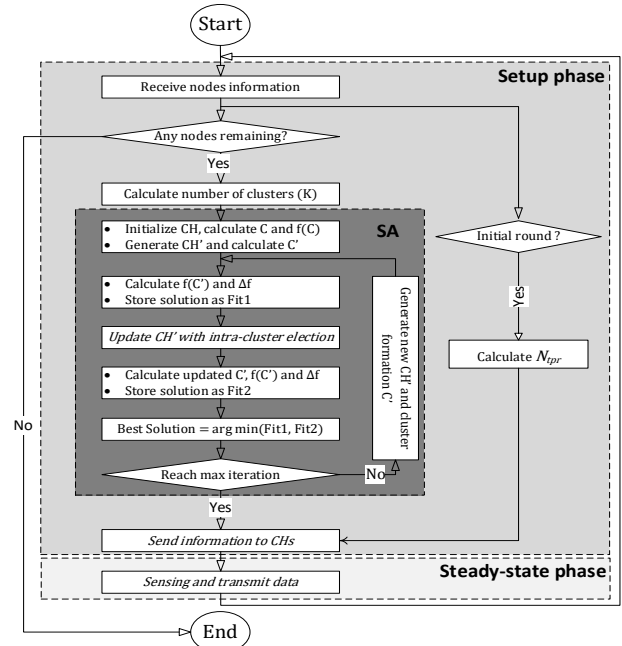 Start
Setup phase
Receive nodes information
Any nodes remaining?
Yes
Calculate number of clusters (K)
SA
• Initialize CH, calculate C and f(C)
• Generate CH' and calculate C'
Initial round ?
• Calculate f(C') and Δf
• Store solution as Fit1
Yes
Generate new CH' and cluster
formation C'
Update CH' with intra-cluster election
Calculate Ntpr
• Calculate updated C', f(C') and Δf
• Store solution as Fit2
No
Best Solution = arg min(Fit1, Fit2)
Reach max iteration
No
Yes
Send information to CHs
Steady-state phase
Sensing and transmit data
End